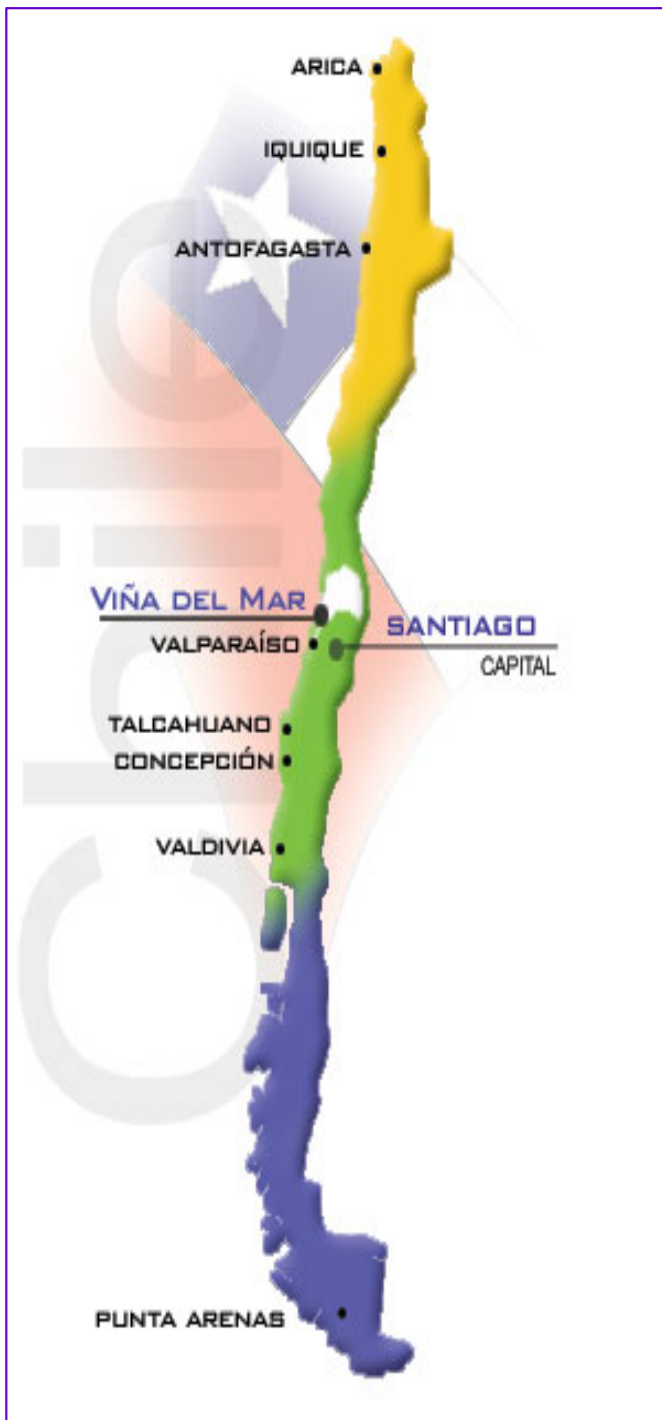 ARICA
IQUIQUE
ANTOFAGASTA
Chile
VIÑA DEL MAR
SANTIAGO
VALPARAÍSO
CAPITAL
TALCAHUANO
CONCEPCIÓN
VALDIVIA
PUNTA ARENAS